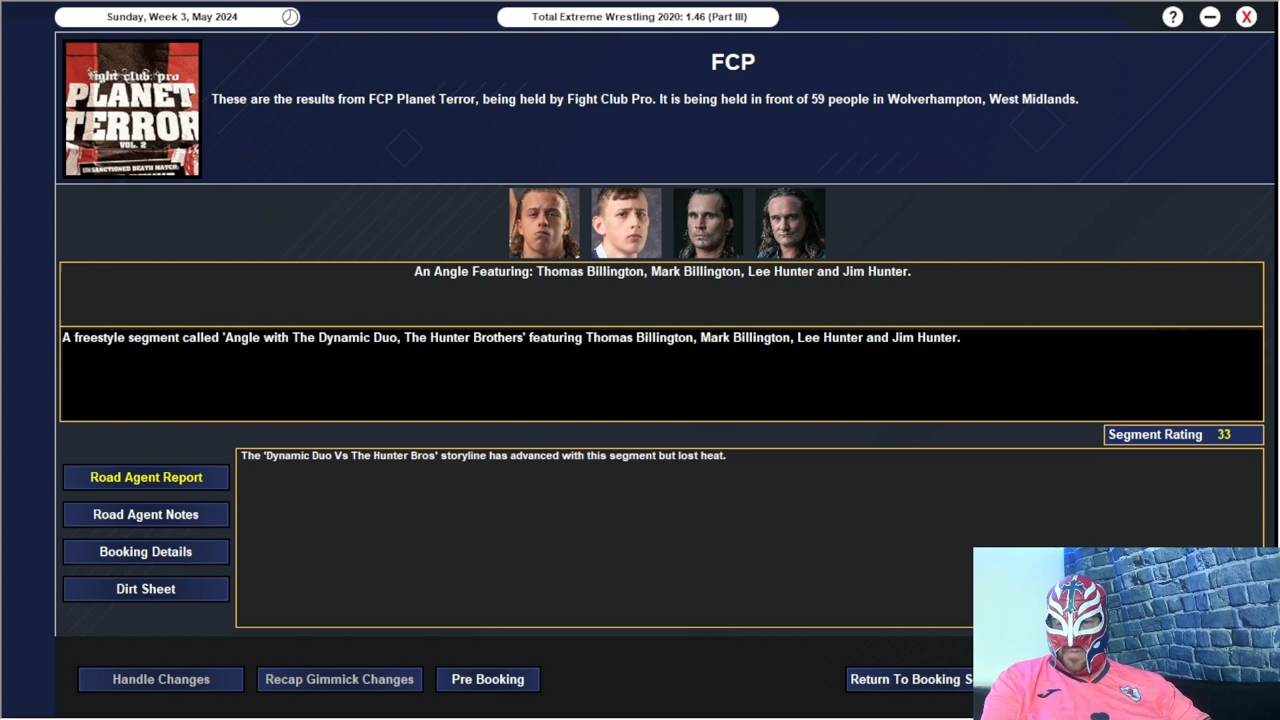 Sunday, Week 3, May 2024
Total Extreme Wrestling 2020: 1.46 (Part III)
?
X
fight club: pro
PLANET
TERROR
VOL. 2
UNSANCTIONED DEATH MATCH:
FCP
These are the results from FCP Planet Terror, being held by Fight Club Pro. It is being held in front of 59 people in Wolverhampton, West Midlands.
An Angle Featuring: Thomas Billington, Mark Billington, Lee Hunter and Jim Hunter.
A freestyle segment called 'Angle with The Dynamic Duo, The Hunter Brothers' featuring Thomas Billington, Mark Billington, Lee Hunter and Jim Hunter.
Segment Rating 33
Road Agent Report
Road Agent Notes
Booking Details
Dirt Sheet
The 'Dynamic Duo Vs The Hunter Bros' storyline has advanced with this segment but lost heat.
Handle Changes
Recap Gimmick Changes
Pre Booking
Return To Booking S